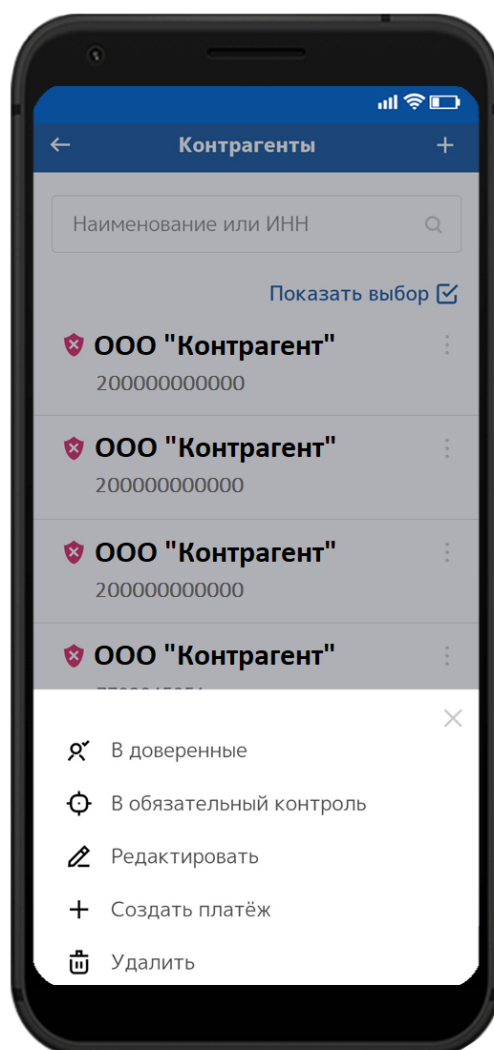 Контрагенты
Наименование или ИНН
Показать выбор
ООО "Контрагент"
200000000000
ООО "Контрагент"
200000000000
ООО "Контрагент"
200000000000
ООО "Контрагент"
В доверенные
В обязательный контроль
Редактировать
Создать платёж
Удалить